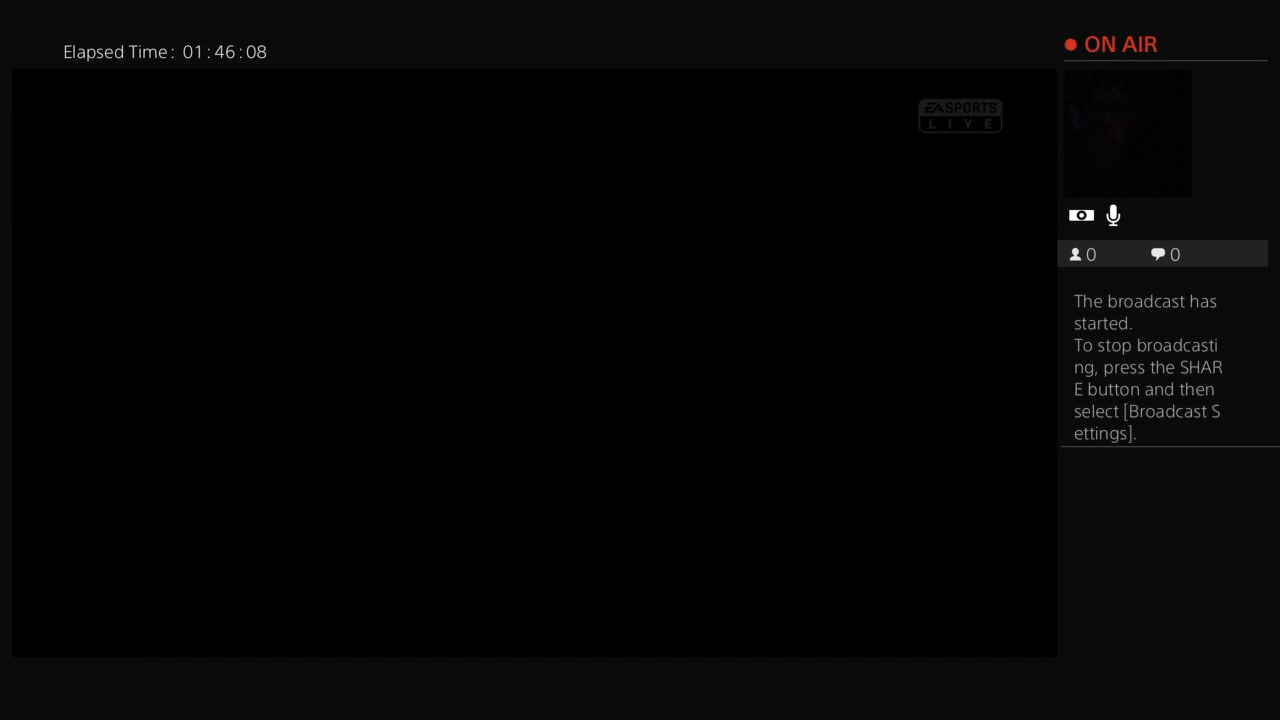 Elapsed Time: 01:46:08
ON AIR
EA SPORTS
LIVE
0 0
The broadcast has
started.
To stop broadcasti
ng, press the SHAR
E button and then
select [Broadcast S
ettings].